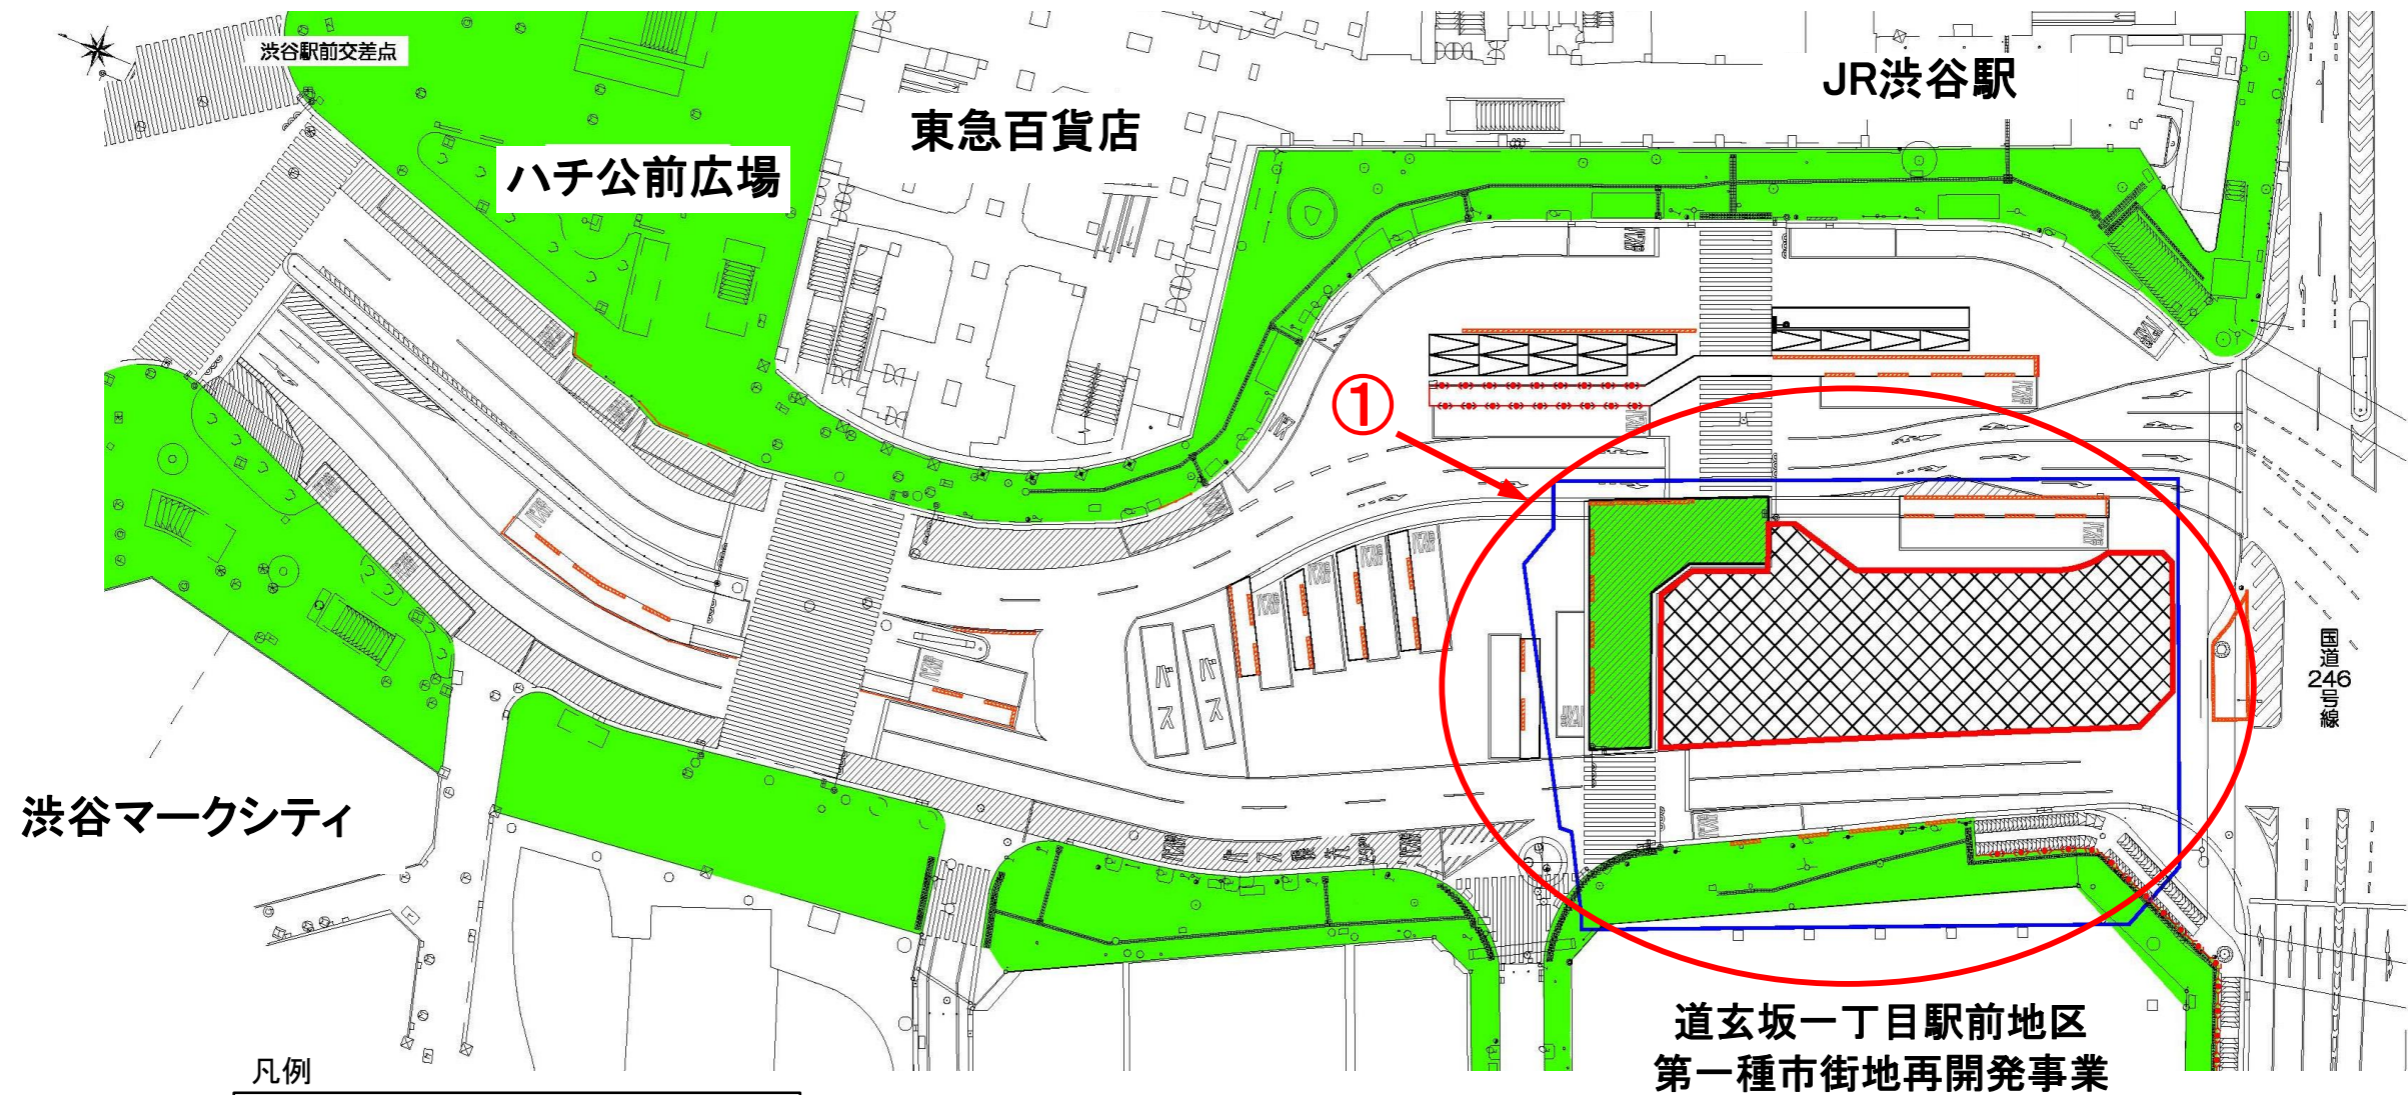 渋谷駅前交差点
JR渋谷駅
東急百貨店
ハチ公前広場
①
バス
バス
国道246号線
渋谷マークシティ
道玄坂一丁目駅前地区
第一種市街地再開発事業
凡例